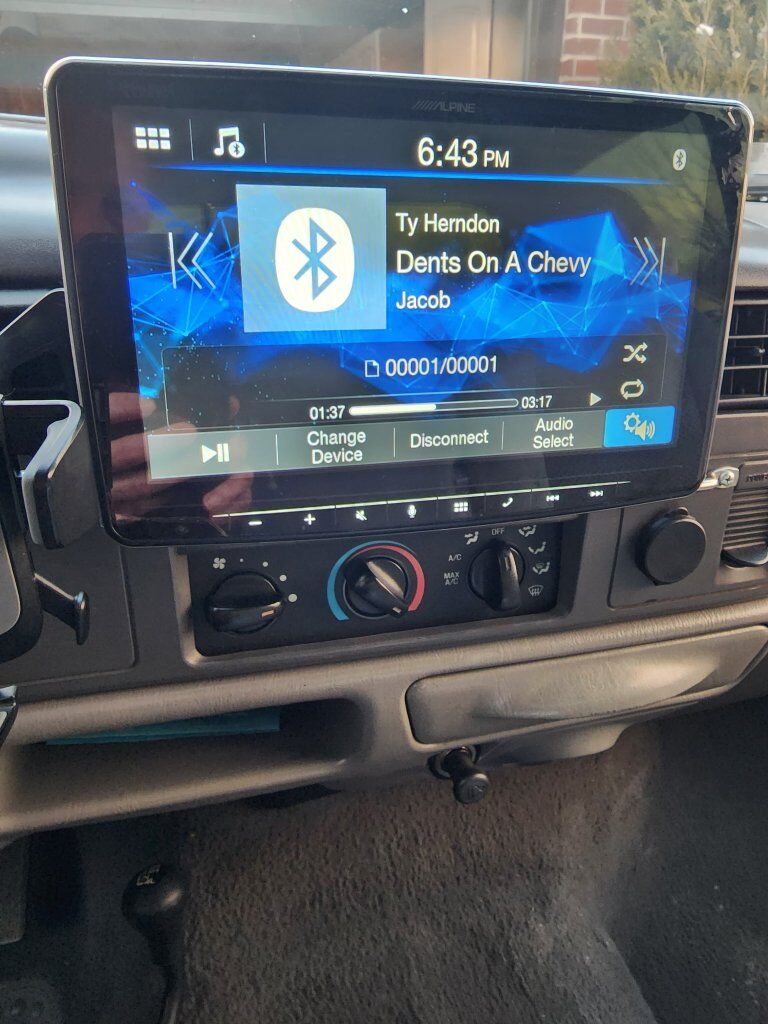 ALPINE
6:43 PM
Ty Herndon
Dents On A Chevy
Jacob
00001/00001
01:37
03:17
Change
Device
Disconnect
Audio
Select
OFF
A/C
MAX
A/C